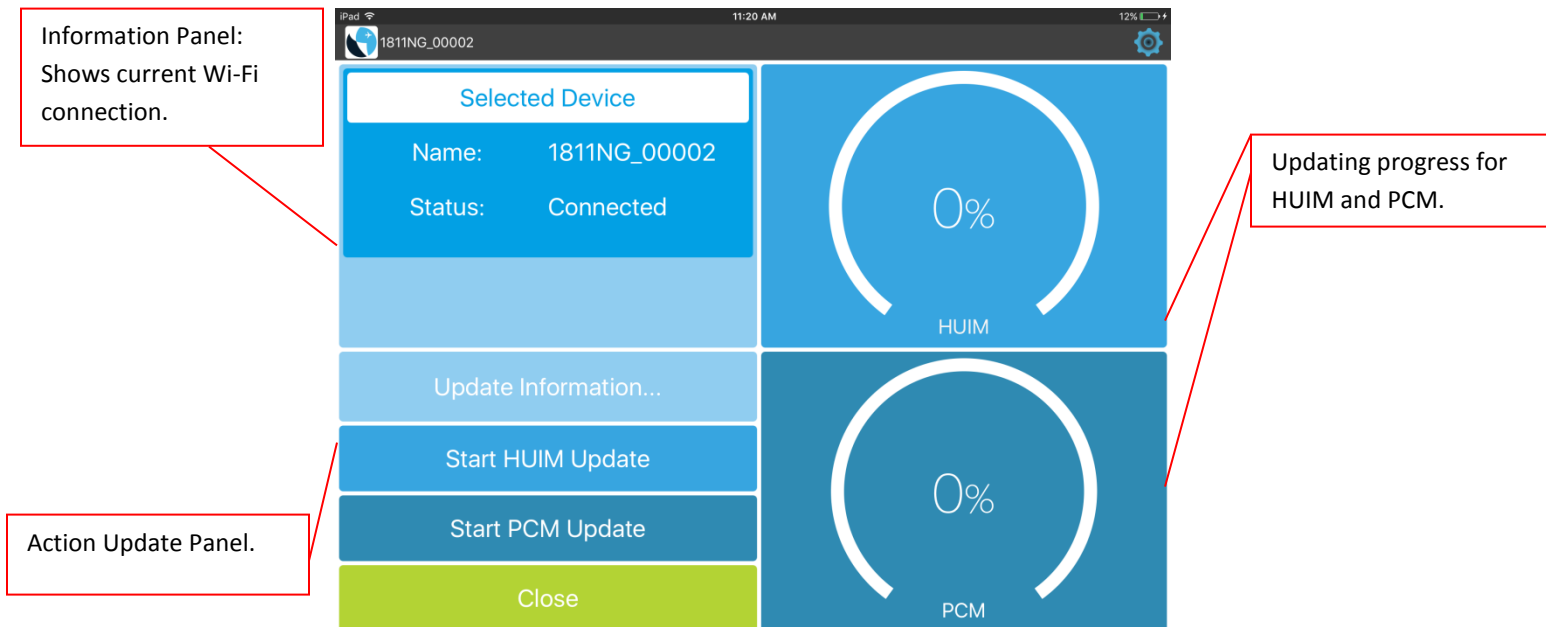 Information Panel:
Shows current Wi-Fi
connection.
iPad 11:20 AM 12%
1811NG_00002
Selected Device
Name: 1811NG_00002
Status: Connected
0%
HUIM
Updating progress for
HUIM and PCM.
Update Information...
Start HUIM Update
Start PCM Update
Close
0%
PCM
Action Update Panel.